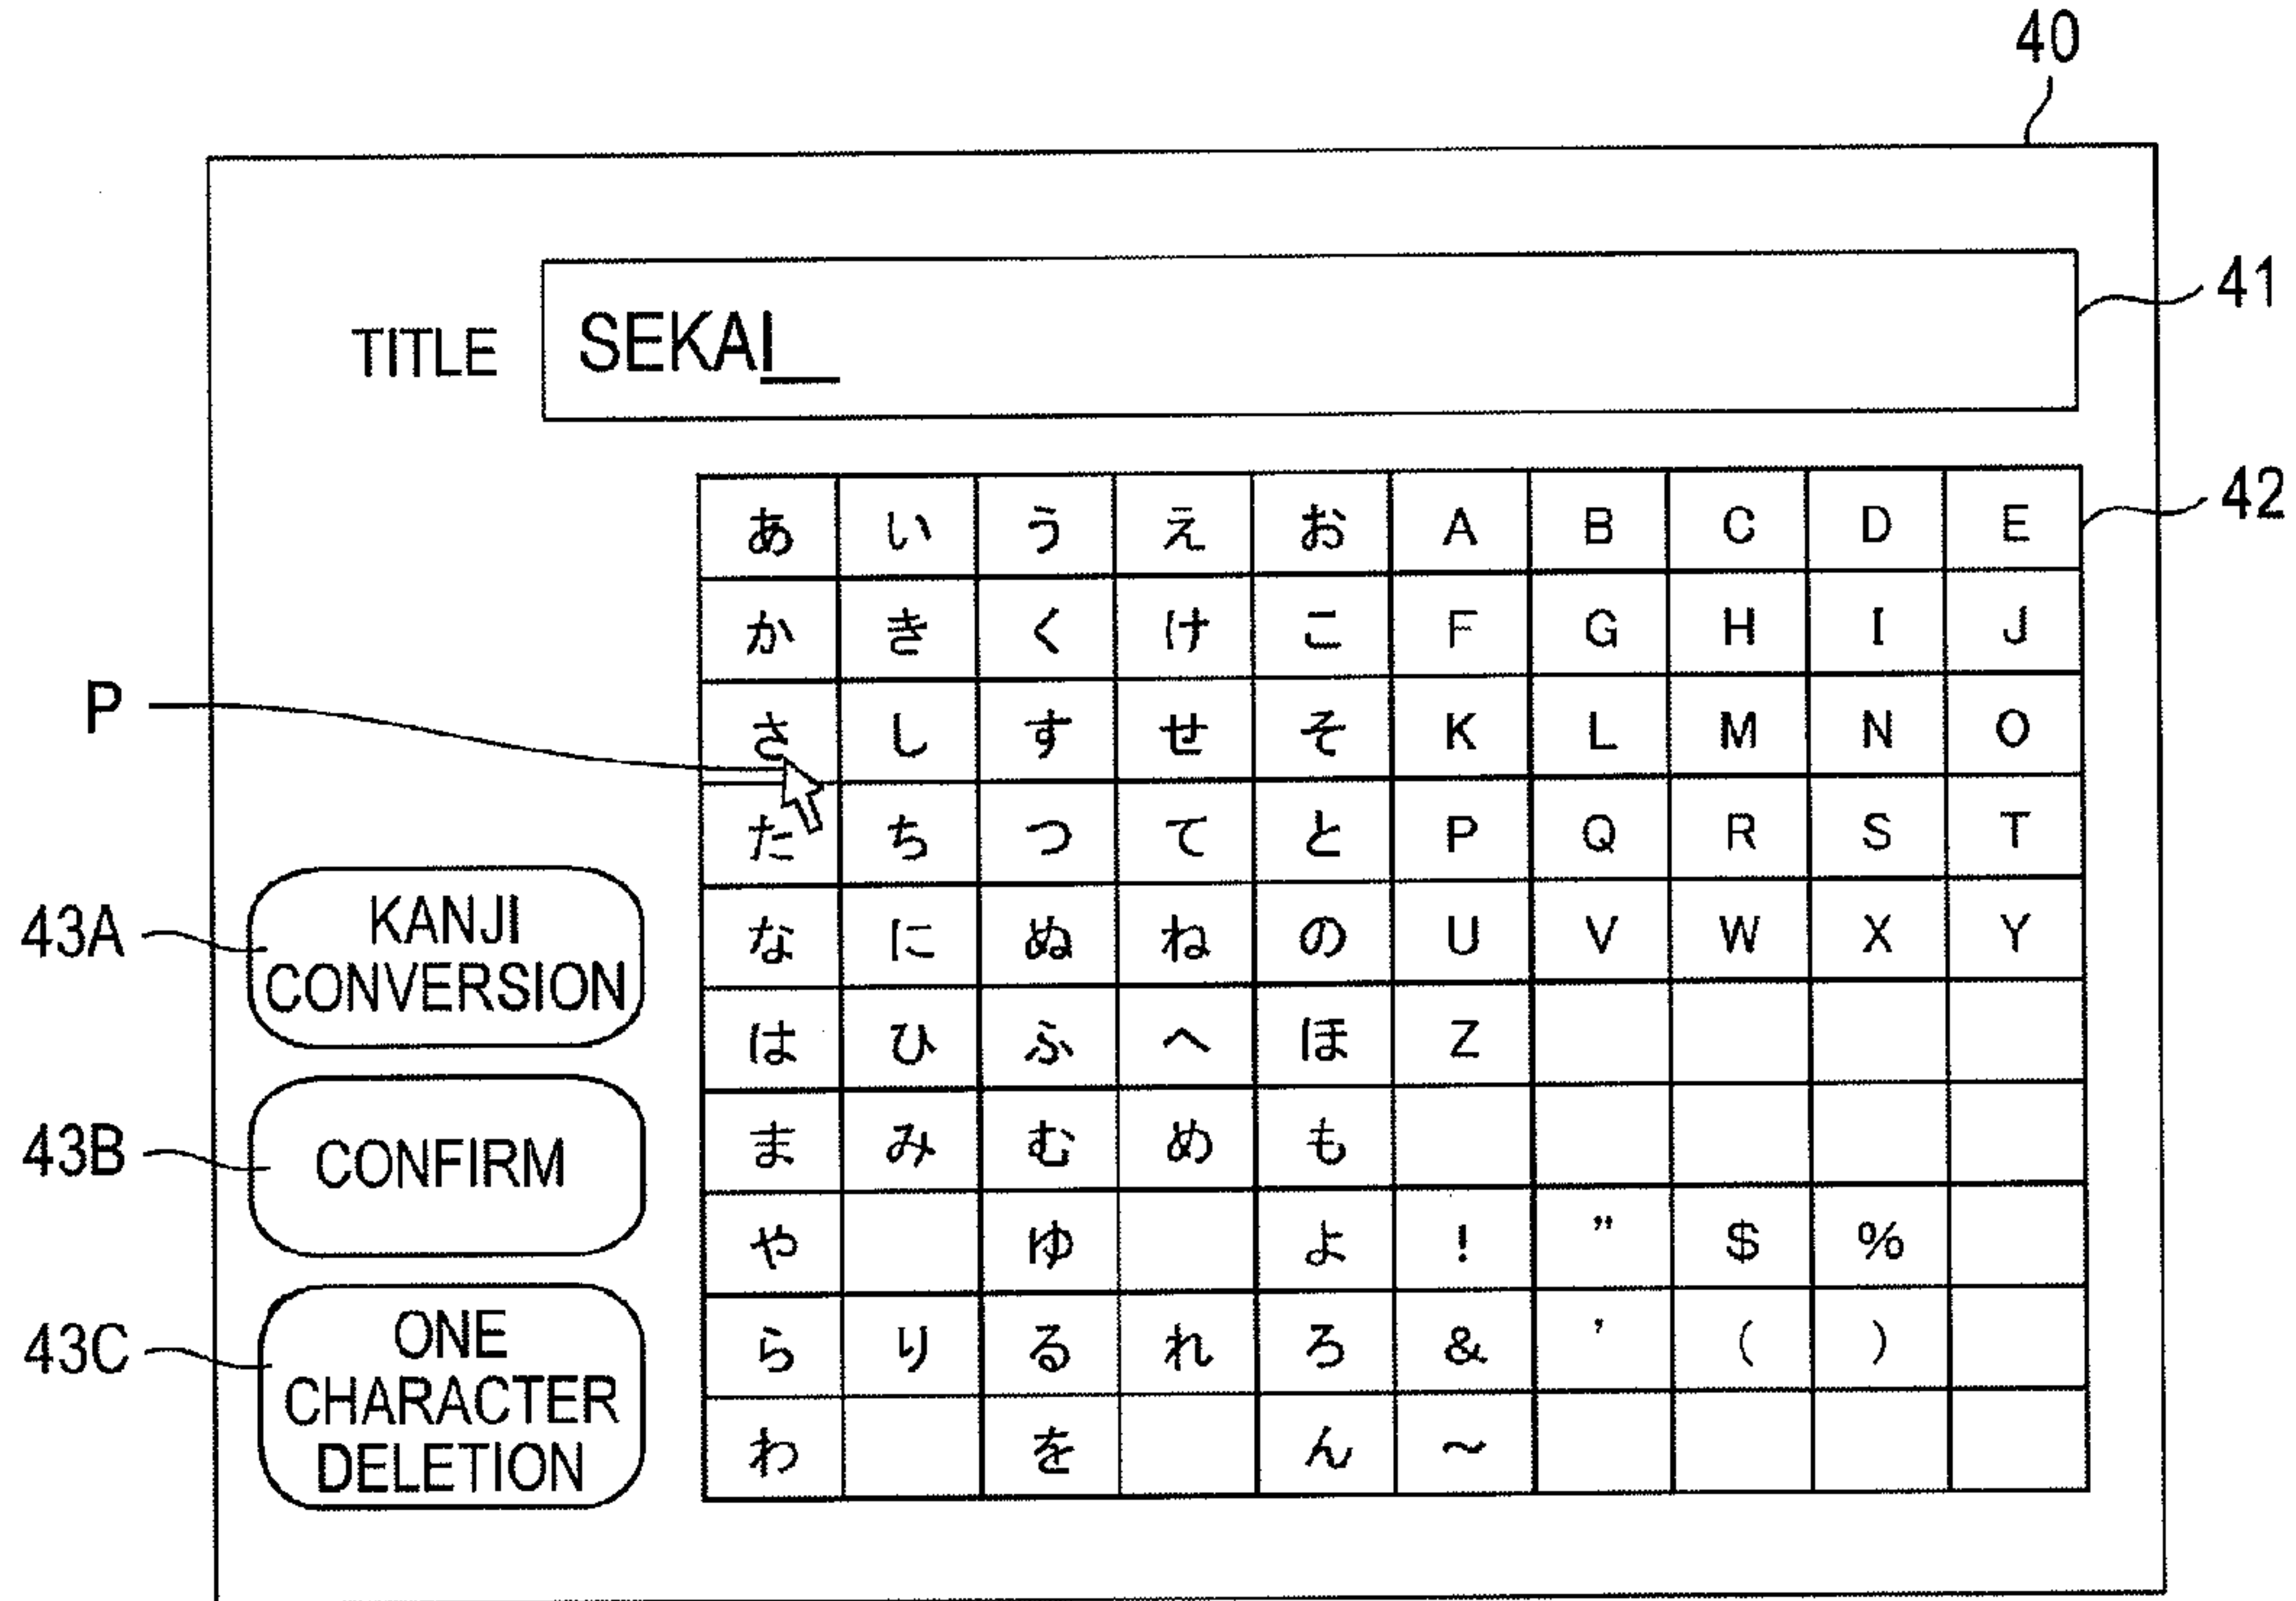 40
TITLE SEKAI__ 41
42
あ い う え お A B C D E
か き く け こ F G H I J
P さ し す せ そ K L M N O
た ち つ て と P Q R S T
43A KANJI CONVERSION
な に ぬ ね の U V W X Y
は ひ ふ へ ほ Z
43B CONFIRM
ま み む め も
や ゆ よ ! " $ %
43C ONE CHARACTER DELETION
ら り る れ ろ & ' ( )
わ を ん ~